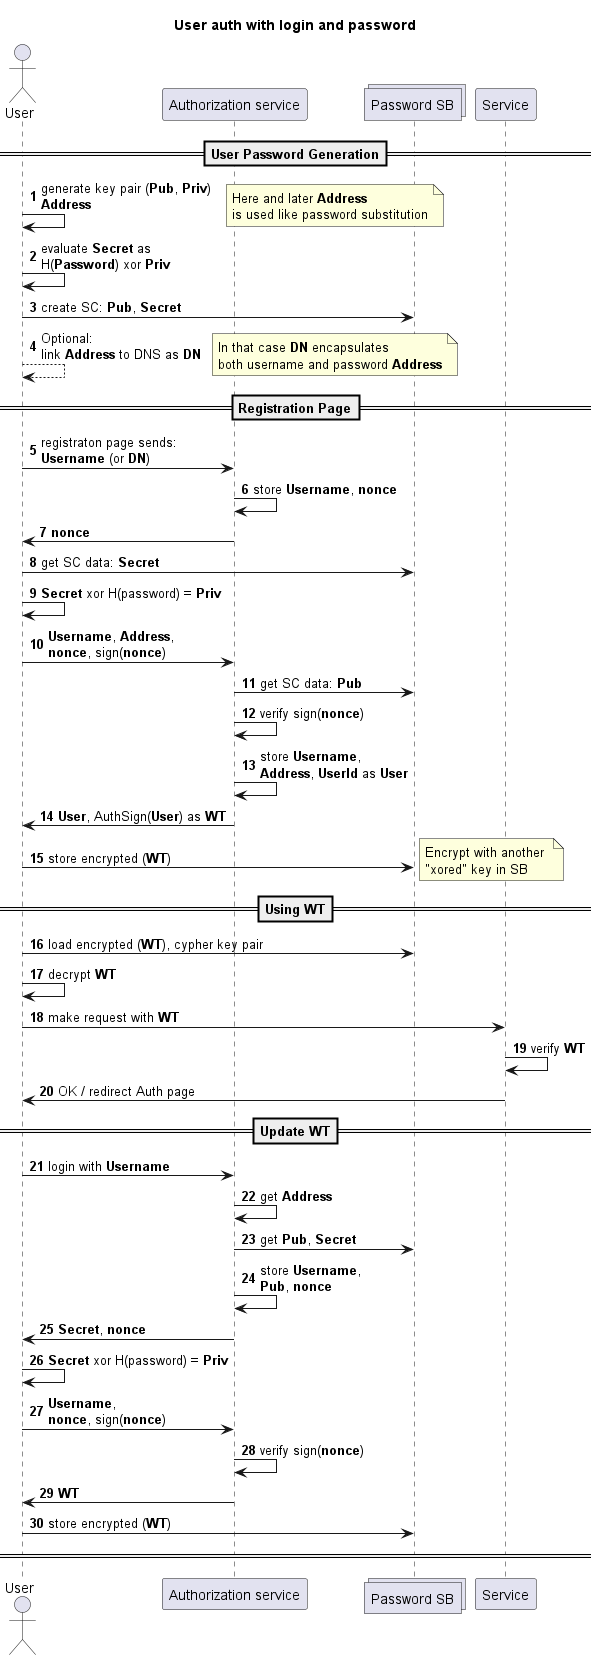 User auth with login and password
User
Authorization service
Password SB
Service
User Password Generation
1 generate key pair (Pub, Priv)
Address
Here and later Address
is used like password substitution
2 evaluate Secret as
H(Password) xor Priv
3 create SC: Pub, Secret
4 Optional:
link Address to DNS as DN
In that case DN encapsulates
both username and password Address
Registration Page
5 registraton page sends:
Username (or DN)
6 store Username, nonce
7 nonce
8 get SC data: Secret
9 Secret xor H(password) = Priv
10 Username, Address,
nonce, sign(nonce)
11 get SC data: Pub
12 verify sign(nonce)
13 store Username,
Address, UserId as User
14 User, AuthSign(User) as WT
15 store encrypted (WT)
Encrypt with another
"xored" key in SB
Using WT
16 load encrypted (WT), cypher key pair
17 decrypt WT
18 make request with WT
19 verify WT
20 OK / redirect Auth page
Update WT
21 login with Username
22 get Address
23 get Pub, Secret
24 store Username,
Pub, nonce
25 Secret, nonce
26 Secret xor H(password) = Priv
27 Username,
nonce, sign(nonce)
28 verify sign(nonce)
29 WT
30 store encrypted (WT)
User
Authorization service
Password SB
Service